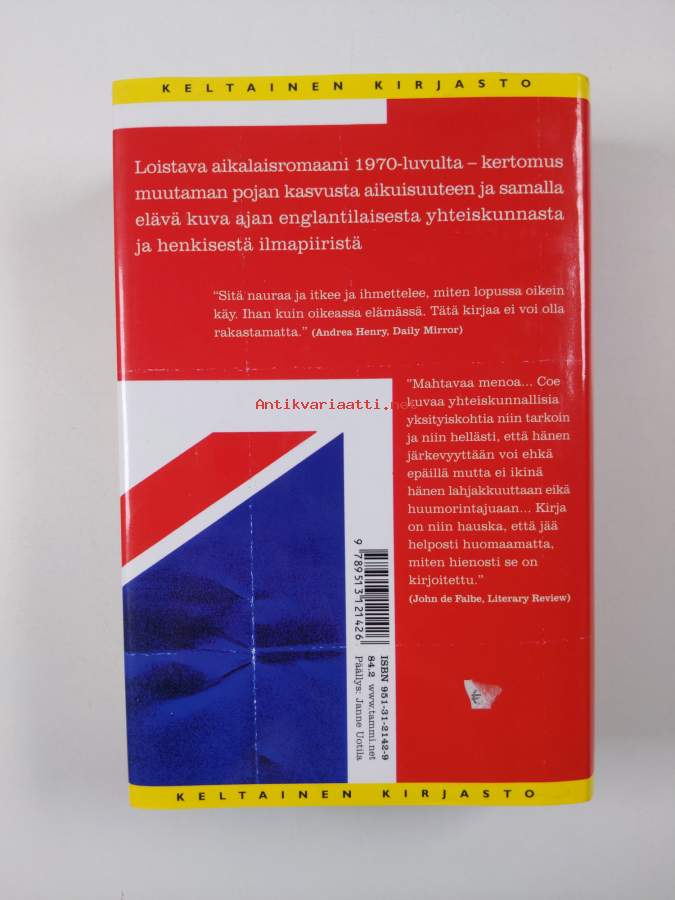 KELTAINEN KIRJASTO
Loistava aikalaisromaani 1970-luvulta – kertomus
muutaman pojan kasvusta aikuisuuteen ja samalla
elävä kuva ajan englantilaisesta yhteiskunnasta
ja henkisestä ilmapiiristä
”Sitä nauraa ja itkee ja ihmettelee, miten lopussa oikein
käy. Ihan kuin oikeassa elämässä. Tätä kirjaa ei voi olla
rakastamatta.” (Andrea Henry, Daily Mirror)
”Mahtavaa menoa... Coe
kuvaa yhteiskunnallisia
yksityiskohtia niin tarkoin
ja niin hellästi, että hänen
järkevyyttään voi ehkä
epäillä mutta ei ikinä
hänen lahjakkuuttaan eikä
huumorintajuaan... Kirja
on niin hauska, että jää
helposti huomaamatta,
miten hienosti se on
kirjoitettu.”
(John de Falbe, Literary Review)
Antikvariaatti.net
9 789513 121426
ISBN 951-31-2142-9
84.2 www.tammi.net
Päällys: Janne Uotila
KELTAINEN KIRJASTO